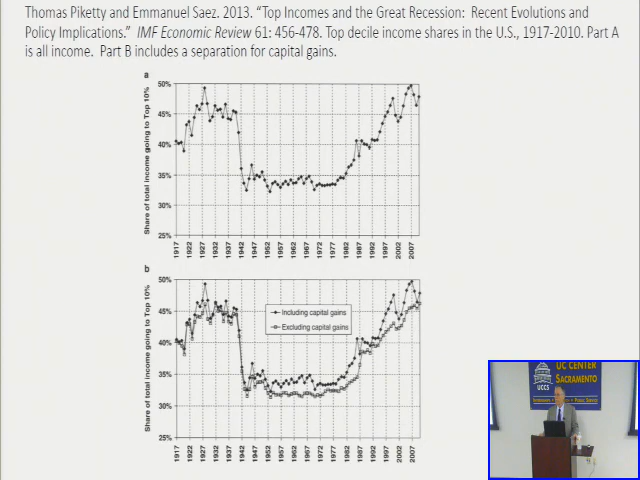 Thomas Piketty and Emmanuel Saez. 2013. “Top Incomes and the Great Recession: Recent Evolutions and
Policy Implications.” IMF Economic Review 61: 456-478. Top decile income shares in the U.S., 1917-2010. Part A
is all income. Part B includes a separation for capital gains.
a
Share of total income going to Top 10%
50%
45%
40%
35%
30%
25%
1917 1922 1927 1932 1937 1942 1947 1952 1957 1962 1967 1972 1977 1982 1987 1992 1997 2002 2007
b
Share of total income going to Top 10%
50%
45%
40%
35%
30%
25%
Including capital gains
Excluding capital gains
1917 1922 1927 1932 1937 1942 1947 1952 1957 1962 1967 1972 1977 1982 1987 1992 1997 2002 2007
UC CENTER
SACRAMENTO
UCCS